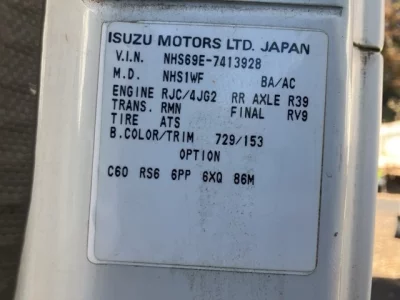 ISUZU MOTORS LTD. JAPAN
V.I.N. NHS69E-7413928
M.D. NHS1WF BA/AC
ENGINE RJC/4JG2 RR AXLE R39
TRANS. RMN FINAL RV9
TIRE ATS
B.COLOR/TRIM 729/153
OPTION
C60 RS6 6PP 6XQ 86M